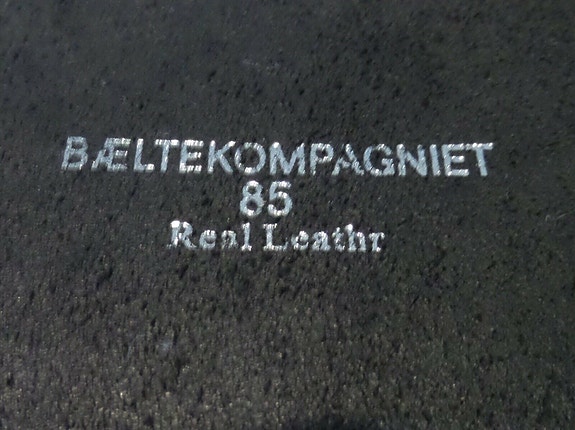 BÆLTEKOMPAGNIET
85
Real Leathr